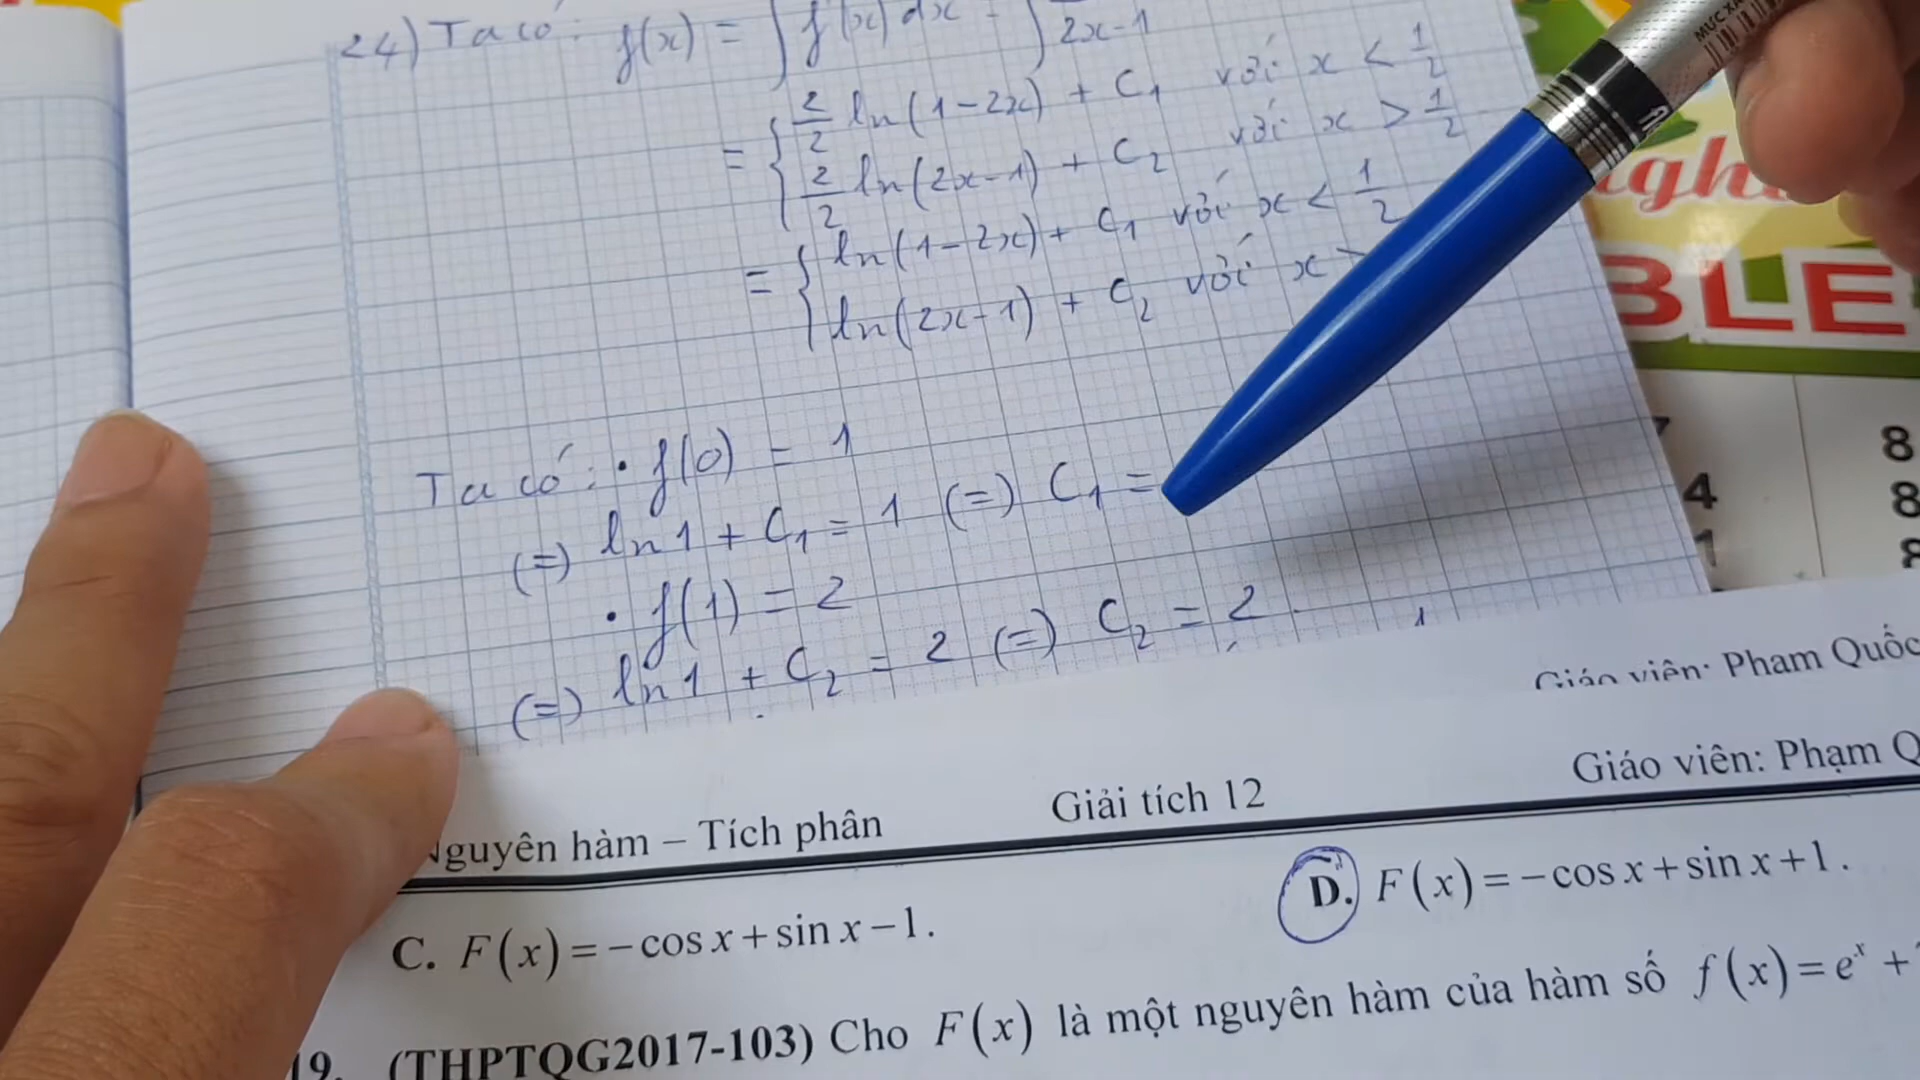 24) Ta có: f(x) = ∫ f'(x) dx = ∫ 2x-1
= { 2/2 ln(1-2x) + C₁ với x < 1/2
2/2 ln(2x-1) + C₂ với x > 1/2
= { ln(1-2x) + C₁ với x < 1/2
ln(2x-1) + C₂ với x >
Ta có: • f(0) = 1
(=) ln1 + C₁ = 1 (=) C₁ =
• f(1) = 2
(=) ln1 + C₂ = 2 (=) C₂ = 2
Giáo viên: Phạm Quốc
Nguyên hàm – Tích phân Giải tích 12 Giáo viên: Phạm Q
C. F(x) = −cos x + sin x − 1. D. F(x) = −cos x + sin x + 1.
19. (THPTQG2017-103) Cho F(x) là một nguyên hàm của hàm số f(x) = eˣ +
MỰC XA
BLE
8
4
8
1
8